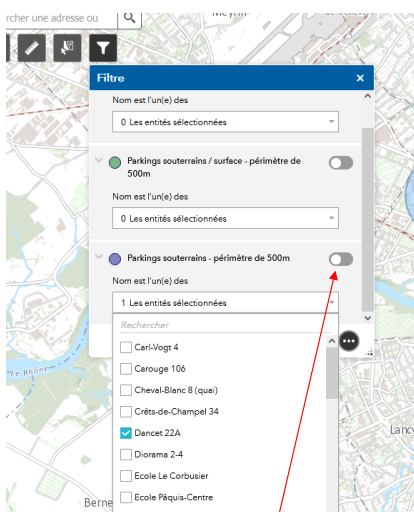 rcher une adresse ou
Filtre
Nom est l'un(e) des
0 Les entités sélectionnées
Parkings souterrains / surface - périmètre de
500m
Nom est l'un(e) des
0 Les entités sélectionnées
Parkings souterrains - périmètre de 500m
Nom est l'un(e) des
1 Les entités sélectionnées
Rechercher
Carl-Vogt 4
Carouge 106
Cheval-Blanc 8 (quai)
Crêts-de-Champel 34
Dancet 22A
Diorama 2-4
Ecole Le Corbusier
Ecole Pâquis-Centre
Le Rhône
Lanc
Berne